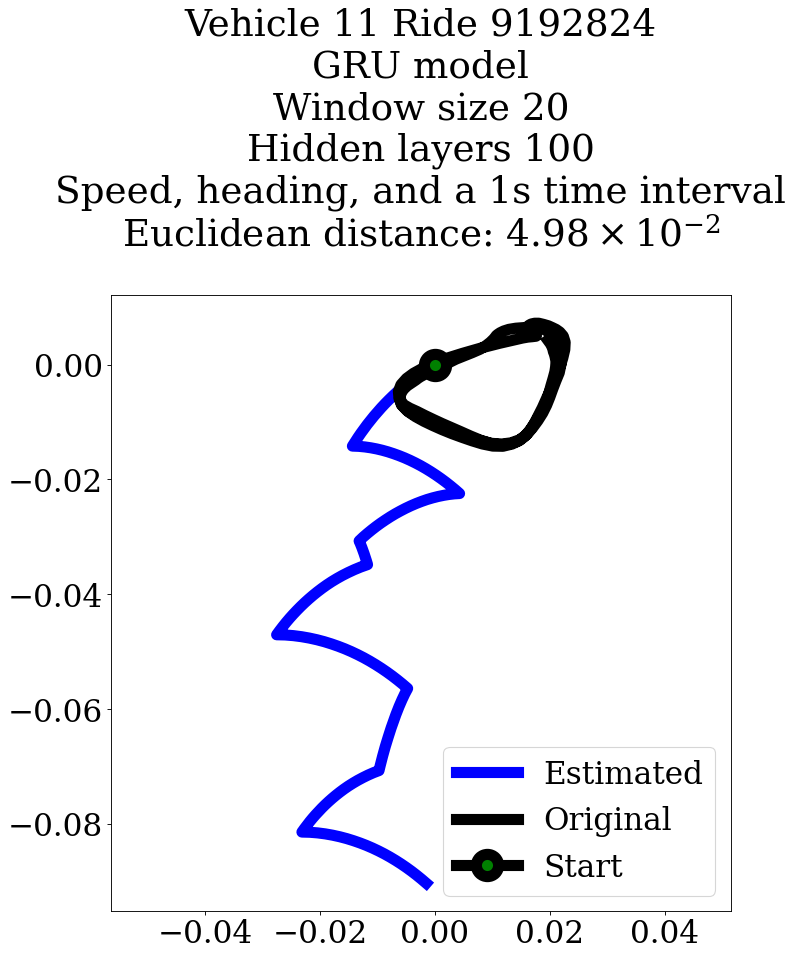 Vehicle 11 Ride 9192824
GRU model
Window size 20
Hidden layers 100
Speed, heading, and a 1s time interval
Euclidean distance: 4.98 × 10⁻²
0.00
−0.02
−0.04
−0.06
−0.08
Estimated
Original
Start
−0.04 −0.02 0.00 0.02 0.04